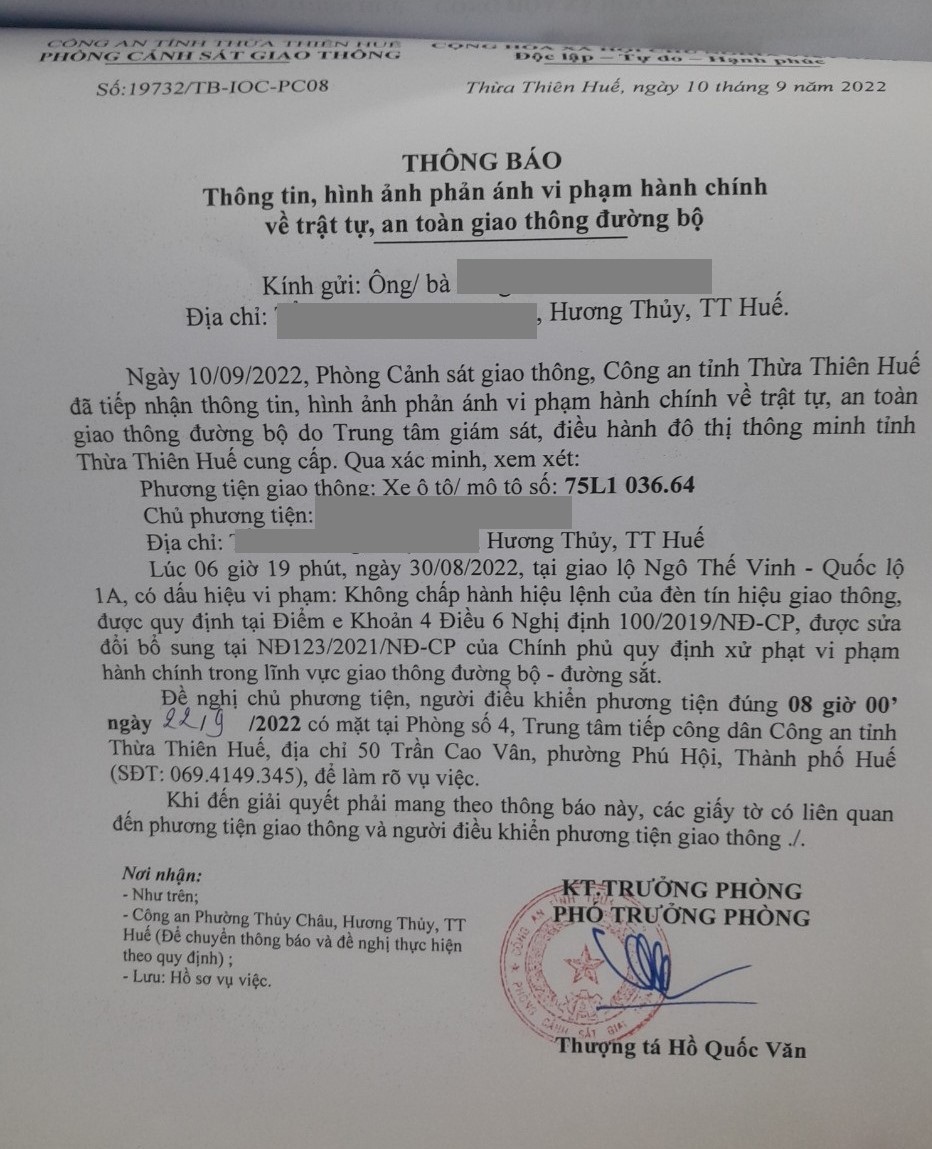 CÔNG AN TỈNH THỪA THIÊN HUẾ
PHÒNG CẢNH SÁT GIAO THÔNG
CỘNG HÒA XÃ HỘI CHỦ NGHĨA
Độc lập – Tự do – Hạnh phúc
Số:19732/TB-IOC-PC08
Thừa Thiên Huế, ngày 10 tháng 9 năm 2022
THÔNG BÁO
Thông tin, hình ảnh phản ánh vi phạm hành chính
về trật tự, an toàn giao thông đường bộ
Kính gửi: Ông/ bà
Địa chỉ: , Hương Thủy, TT Huế.
Ngày 10/09/2022, Phòng Cảnh sát giao thông, Công an tỉnh Thừa Thiên Huế
đã tiếp nhận thông tin, hình ảnh phản ánh vi phạm hành chính về trật tự, an toàn
giao thông đường bộ do Trung tâm giám sát, điều hành đô thị thông minh tỉnh
Thừa Thiên Huế cung cấp. Qua xác minh, xem xét:
Phương tiện giao thông: Xe ô tô/ mô tô số: 75L1 036.64
Chủ phương tiện:
Địa chỉ: Hương Thủy, TT Huế
Lúc 06 giờ 19 phút, ngày 30/08/2022, tại giao lộ Ngô Thế Vinh - Quốc lộ
1A, có dấu hiệu vi phạm: Không chấp hành hiệu lệnh của đèn tín hiệu giao thông,
được quy định tại Điểm e Khoản 4 Điều 6 Nghị định 100/2019/NĐ-CP, được sửa
đổi bổ sung tại NĐ123/2021/NĐ-CP của Chính phủ quy định xử phạt vi phạm
hành chính trong lĩnh vực giao thông đường bộ - đường sắt.
Đề nghị chủ phương tiện, người điều khiển phương tiện đúng 08 giờ 00’
ngày 22/9 /2022 có mặt tại Phòng số 4, Trung tâm tiếp công dân Công an tỉnh
Thừa Thiên Huế, địa chỉ 50 Trần Cao Vân, phường Phú Hội, Thành phố Huế
(SĐT: 069.4149.345), để làm rõ vụ việc.
Khi đến giải quyết phải mang theo thông báo này, các giấy tờ có liên quan
đến phương tiện giao thông và người điều khiển phương tiện giao thông ./.
Nơi nhận:
- Như trên;
- Công an Phường Thủy Châu, Hương Thủy, TT
Huế (Để chuyển thông báo và đề nghị thực hiện
theo quy định) ;
- Lưu: Hồ sơ vụ việc.
KT.TRƯỞNG PHÒNG
PHÓ TRƯỞNG PHÒNG
CÔNG AN TỈNH THỪA
PHÒNG CẢNH SÁT GIAO
Thượng tá Hồ Quốc Văn